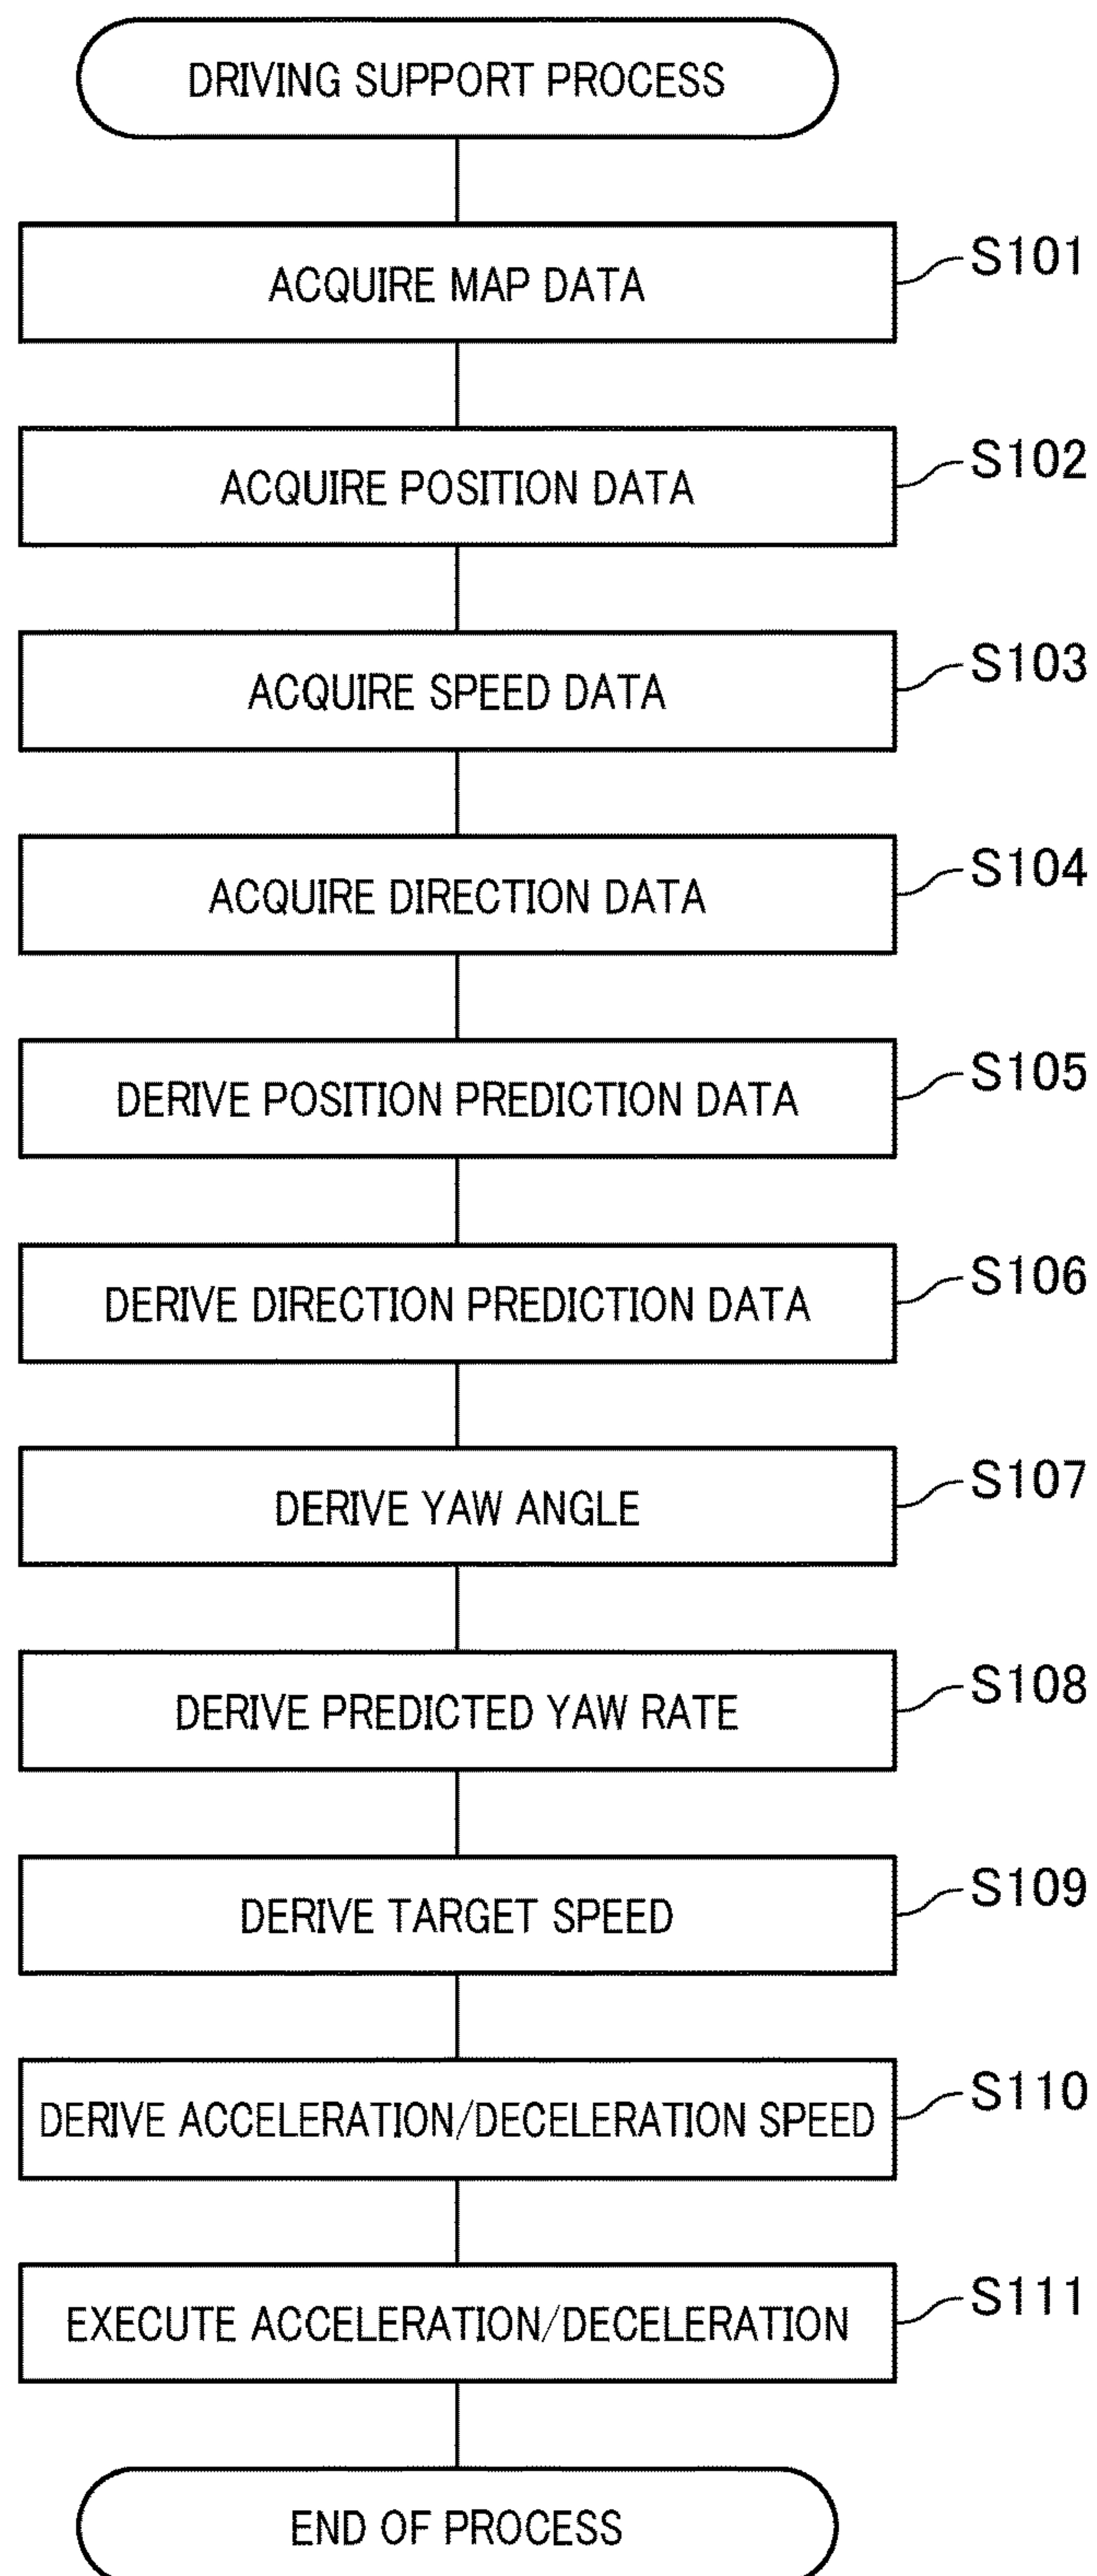 DRIVING SUPPORT PROCESS
ACQUIRE MAP DATA
S101
ACQUIRE POSITION DATA
S102
ACQUIRE SPEED DATA
S103
ACQUIRE DIRECTION DATA
S104
DERIVE POSITION PREDICTION DATA
S105
DERIVE DIRECTION PREDICTION DATA
S106
DERIVE YAW ANGLE
S107
DERIVE PREDICTED YAW RATE
S108
DERIVE TARGET SPEED
S109
DERIVE ACCELERATION/DECELERATION SPEED
S110
EXECUTE ACCELERATION/DECELERATION
S111
END OF PROCESS